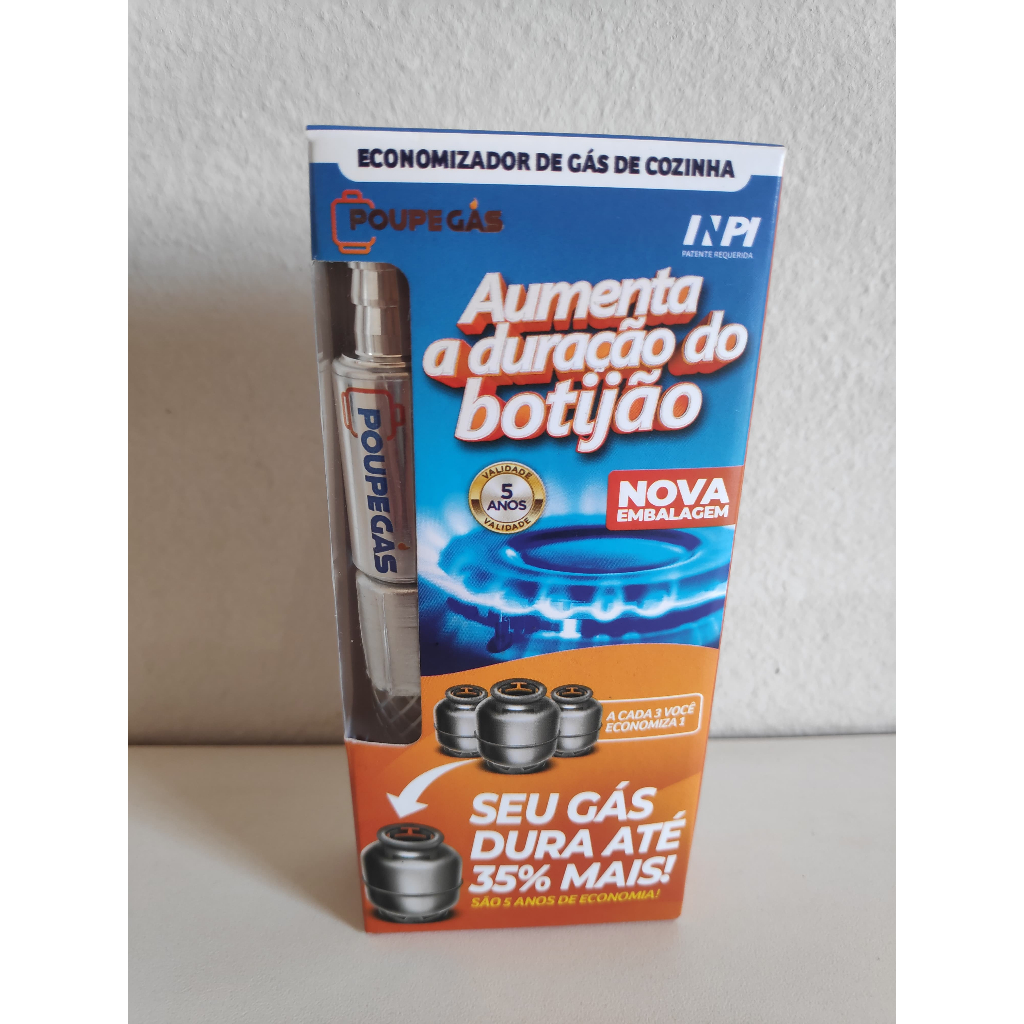 ECONOMIZADOR DE GÁS DE COZINHA
POUPEGÁS
INPI
PATENTE REQUERIDA
Aumenta
a duração do
botijão
POUPEGÁS
VALIDADE
5
ANOS
VALIDADE
NOVA
EMBALAGEM
A CADA 3 VOCÊ
ECONOMIZA 1
SEU GÁS
DURA ATÉ
35% MAIS!
SÃO 5 ANOS DE ECONOMIA!